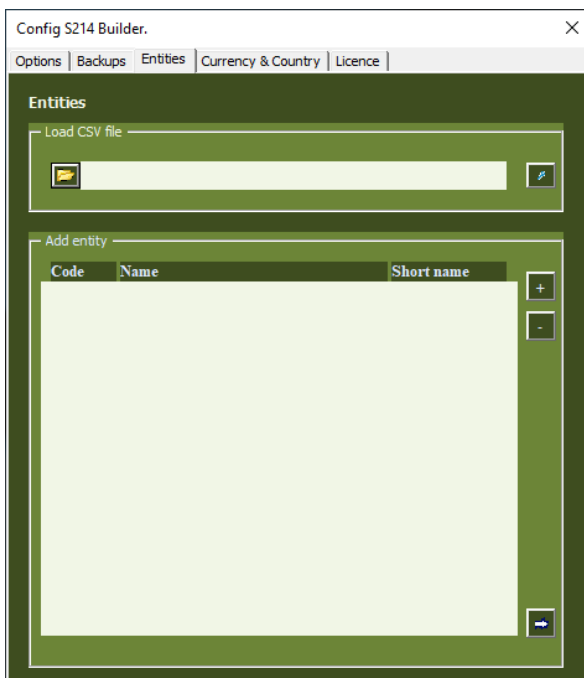 Config S214 Builder.
Options Backups Entities Currency & Country Licence
Entities
Load CSV file
Add entity
Code Name Short name
+
-